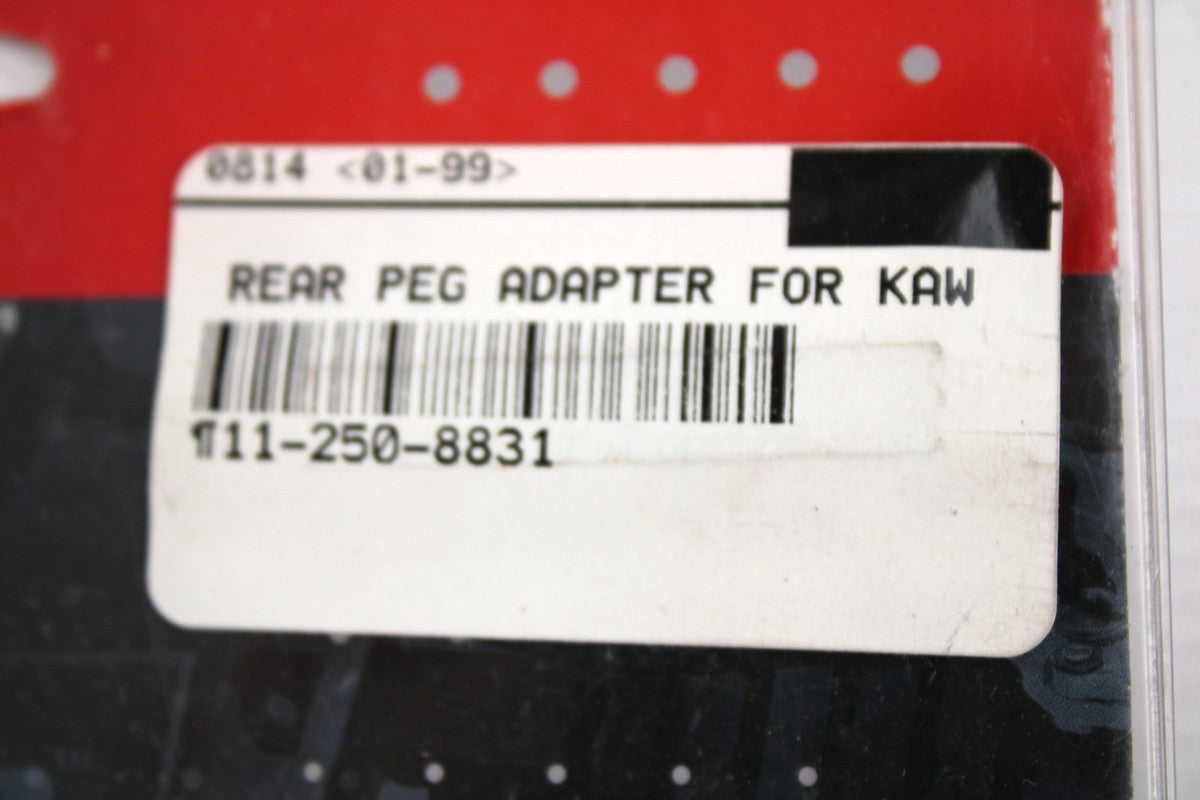 0814 <01-99>
REAR PEG ADAPTER FOR KAW
¶11-250-8831